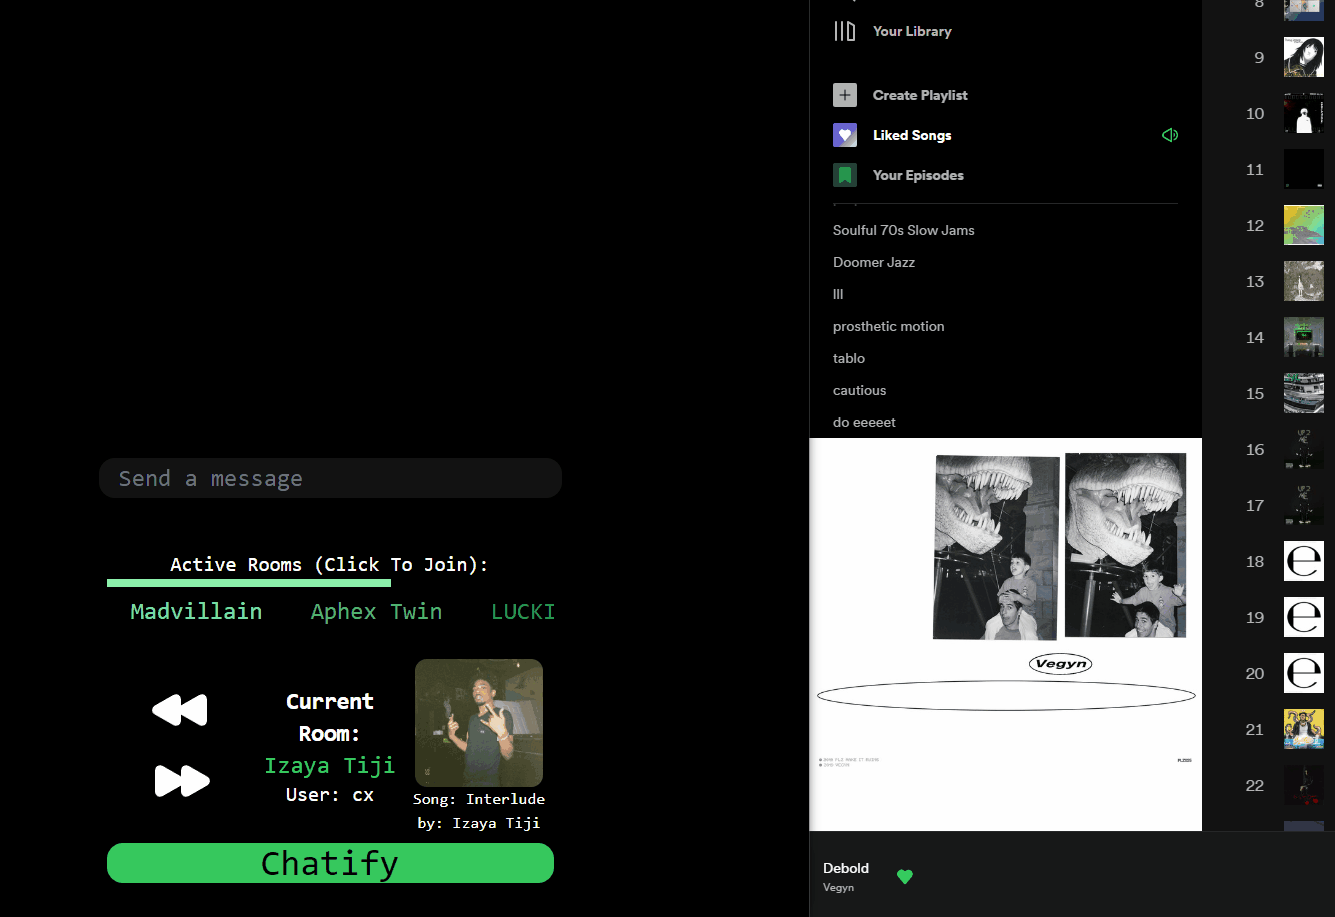 Send a message
Active Rooms (Click To Join):
Madvillain Aphex Twin LUCKI
Current
Room:
Izaya Tiji
User: cx
Song: Interlude
by: Izaya Tiji
Chatify
Your Library
Create Playlist
Liked Songs
Your Episodes
Soulful 70s Slow Jams
Doomer Jazz
lll
prosthetic motion
tablo
cautious
do eeeeet
Vegyn
Debold
Vegyn
8
9
10
11
12
13
14
15
16
17
18
e
19
e
20
e
21
22